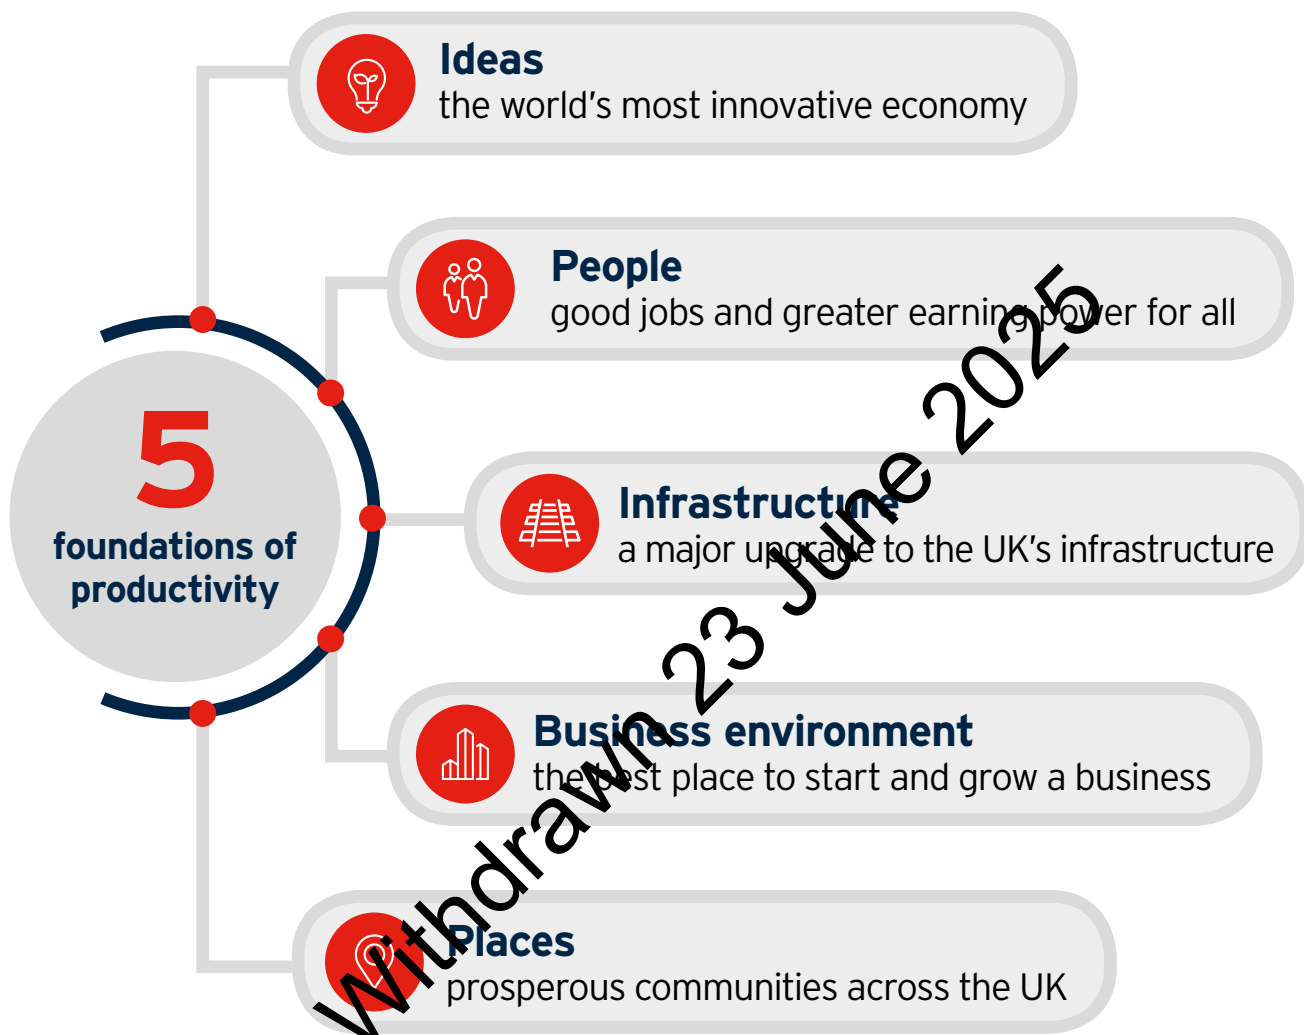 Ideas
the world's most innovative economy
People
good jobs and greater earning power for all
5
foundations of
productivity
Infrastructure
a major upgrade to the UK's infrastructure
Business environment
the best place to start and grow a business
Places
prosperous communities across the UK
Withdrawn 23 June 2025